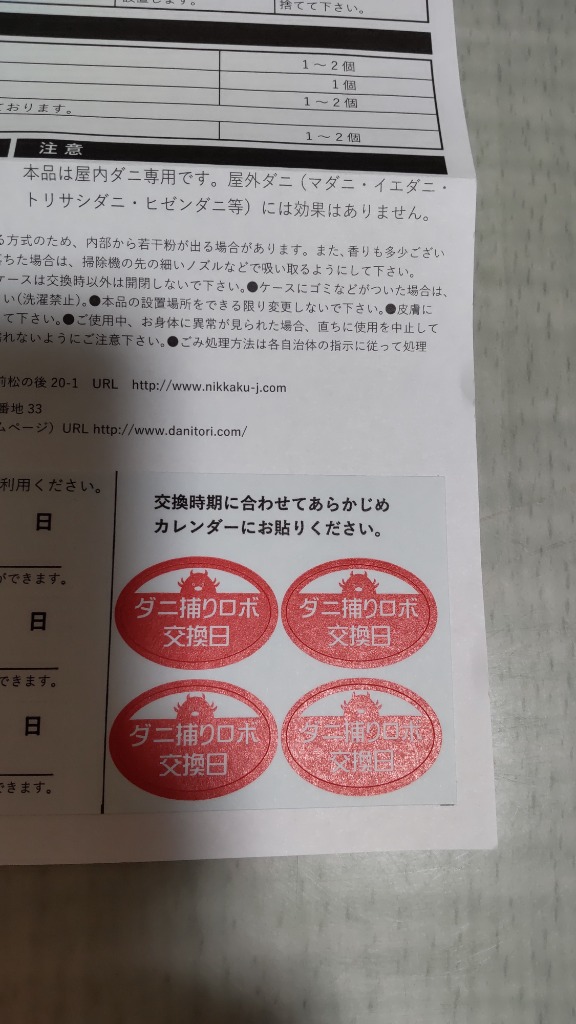 設置します。
捨てて下さい。
1～2個
1個
1～2個
ております。
1～2個
注意
本品は屋内ダニ専用です。屋外ダニ（マダニ・イエダニ・
トリサシダニ・ヒゼンダニ等）には効果はありません。
る方式のため、内部から若干粉が出る場合があります。また、香りも多少ござい
落ちた場合は、掃除機の先の細いノズルなどで吸い取るようにして下さい。
ケースは交換時以外は開閉しないで下さい。●ケースにゴミなどがついた場合は、
い（洗濯禁止）。●本品の設置場所をできる限り変更しないで下さい。●皮膚に
て下さい。●ご使用中、お身体に異常が見られた場合、直ちに使用を中止して
濡れないようにご注意下さい。●ごみ処理方法は各自治体の指示に従って処理
前松の後20-1 URL http://www.nikkaku-j.com
番地33
ムページ）URL http://www.danitori.com/
利用ください。
日
ができます。
日
できます。
日
できます。
交換時期に合わせてあらかじめ
カレンダーにお貼りください。
ダニ捕りロボ
交換日
ダニ捕りロボ
交換日
ダニ捕りロボ
交換日
ダニ捕りロボ
交換日